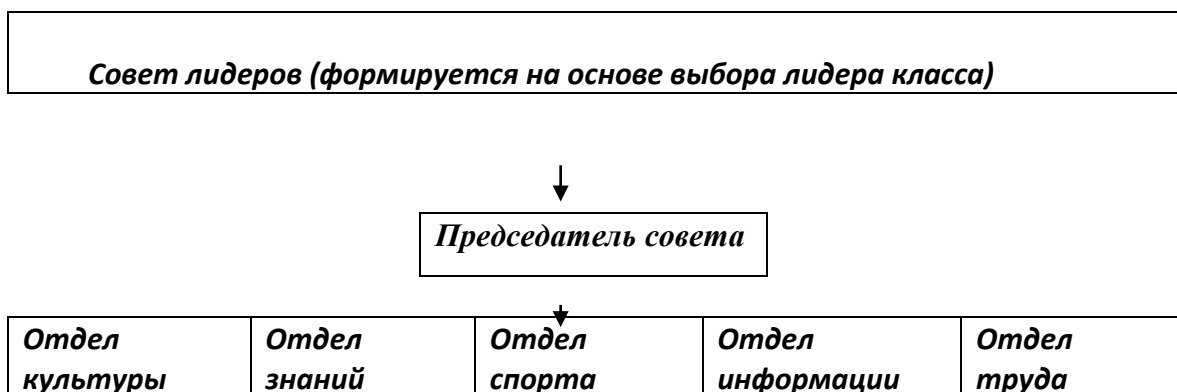 Совет лидеров (формируется на основе выбора лидера класса)
Председатель совета
Отдел культуры
Отдел знаний
Отдел спорта
Отдел информации
Отдел труда